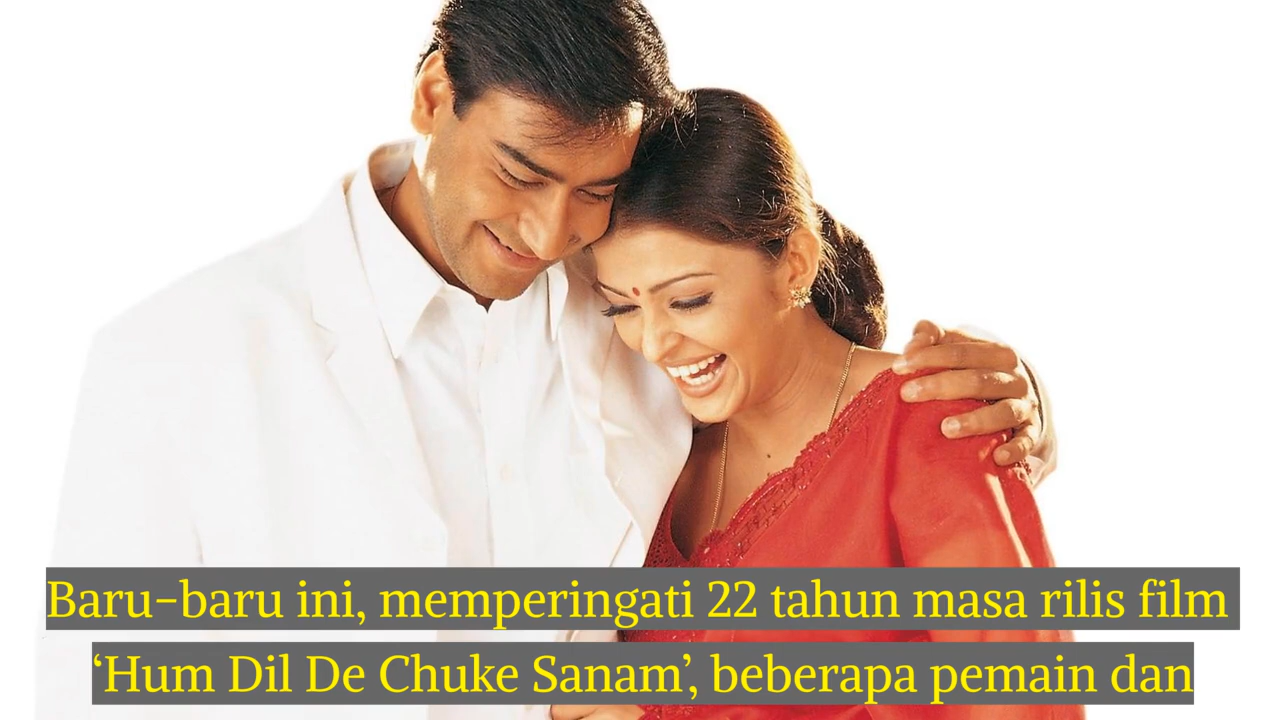 Baru-baru ini, memperingati 22 tahun masa rilis film
‘Hum Dil De Chuke Sanam’, beberapa pemain dan